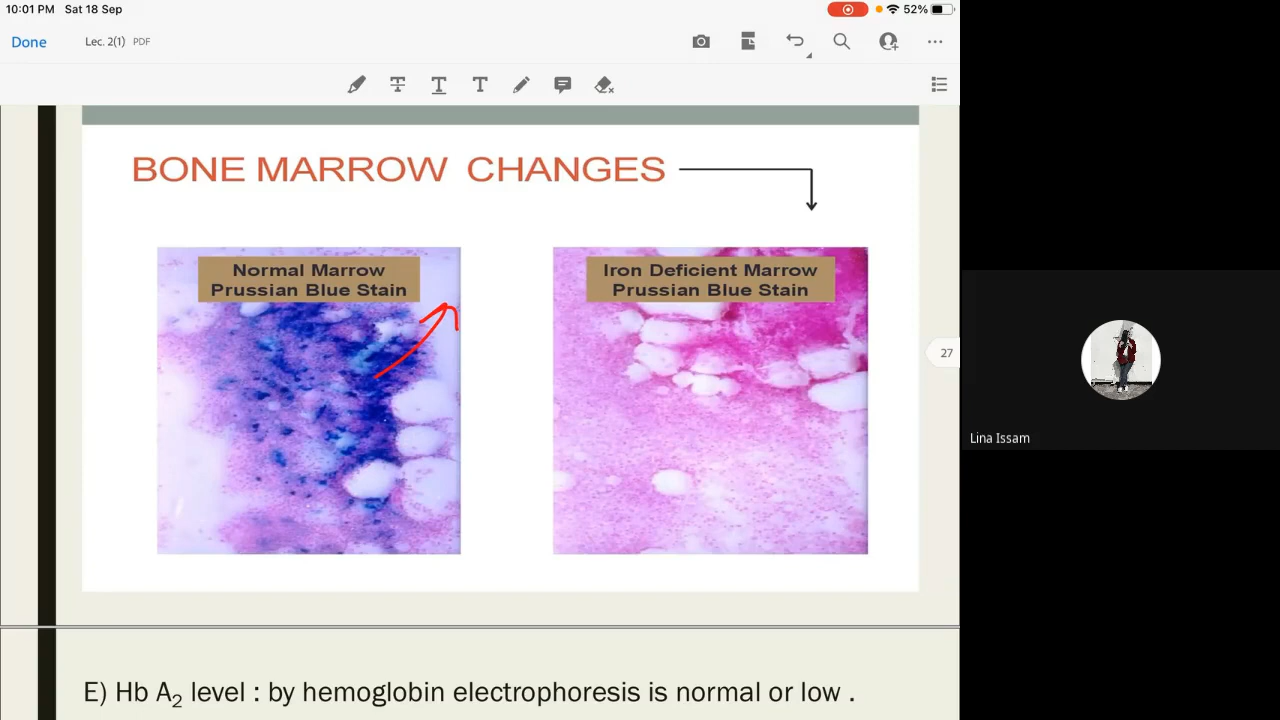 10:01 PM Sat 18 Sep
52%
Done
Lec. 2(1) PDF
T T T
BONE MARROW CHANGES
Normal Marrow
Prussian Blue Stain
Iron Deficient Marrow
Prussian Blue Stain
27
Lina Issam
E) Hb A₂ level : by hemoglobin electrophoresis is normal or low .